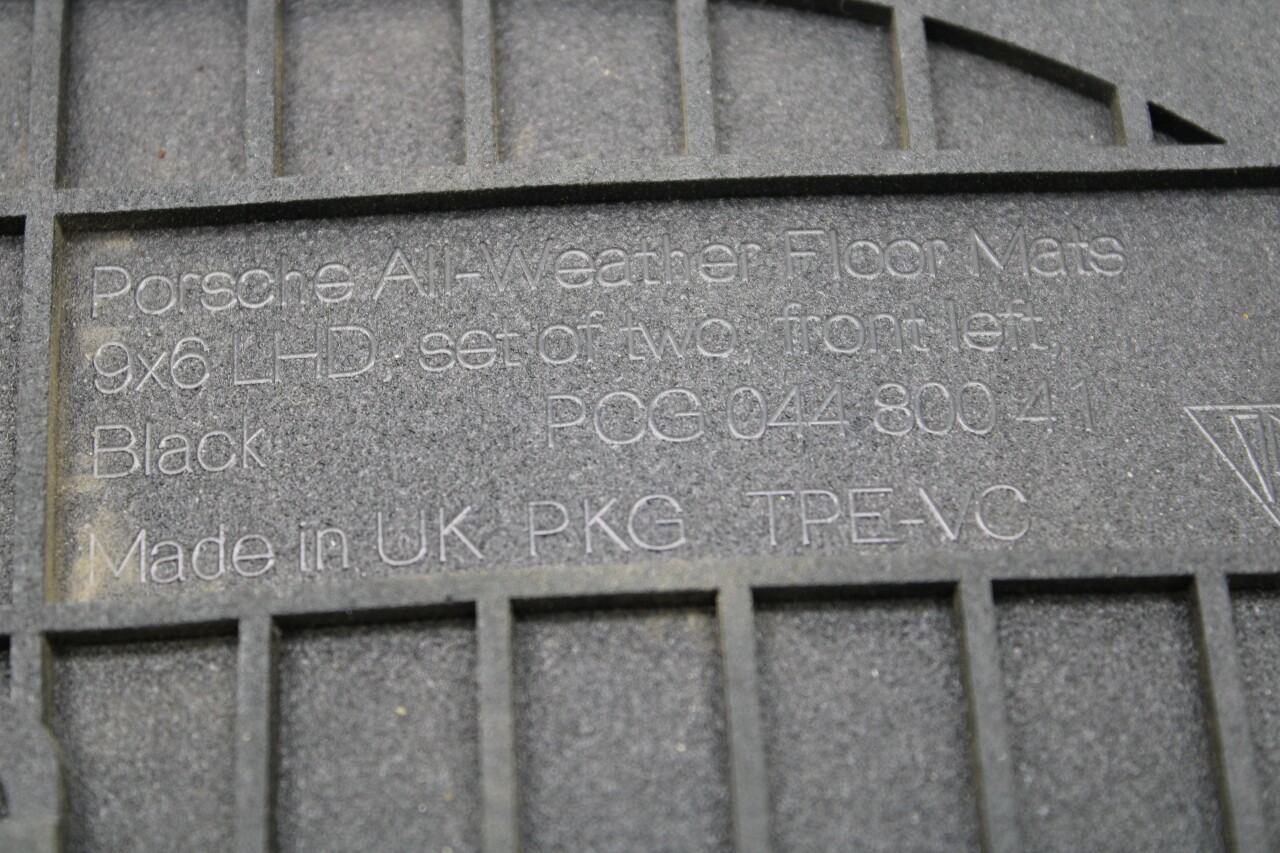 Porsche All-Weather Floor Mats
9x6 LHD, set of two, front left,
Black PCG 044 800 41
Made in UK PKG TPE-VC